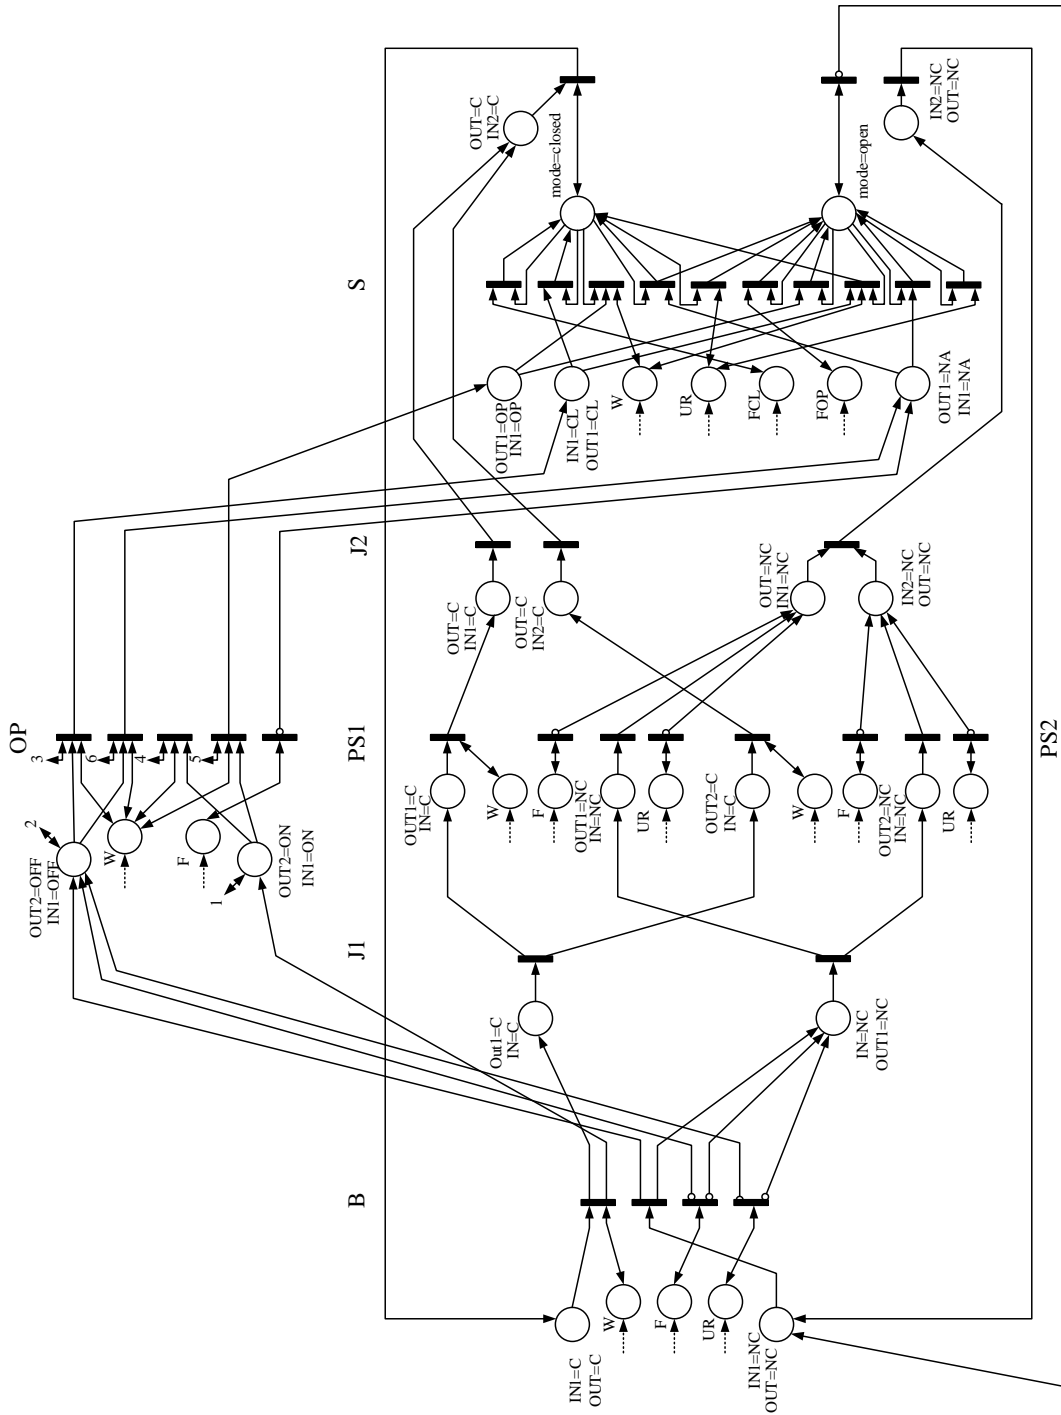 OP
3
2
OUT2=OFF
IN1=OFF
6
W
4
F
5
1
OUT2=ON
IN1=ON
B
J1
PS1
J2
S
IN1=C
OUT=C
W
F
UR
IN1=NC
OUT=NC
Out1=C
IN=C
IN=NC
OUT1=NC
OUT1=C
IN=C
W
F
OUT1=NC
IN=NC
UR
OUT2=C
IN=C
W
F
OUT2=NC
IN=NC
UR
OUT=C
IN1=C
OUT=C
IN2=C
OUT=NC
IN1=NC
IN2=NC
OUT=NC
OUT1=OP
IN1=OP
IN1=CL
OUT1=CL
W
UR
FCL
FOP
OUT1=NA
IN1=NA
OUT=C
IN2=C
mode=closed
mode=open
IN2=NC
OUT=NC
PS2